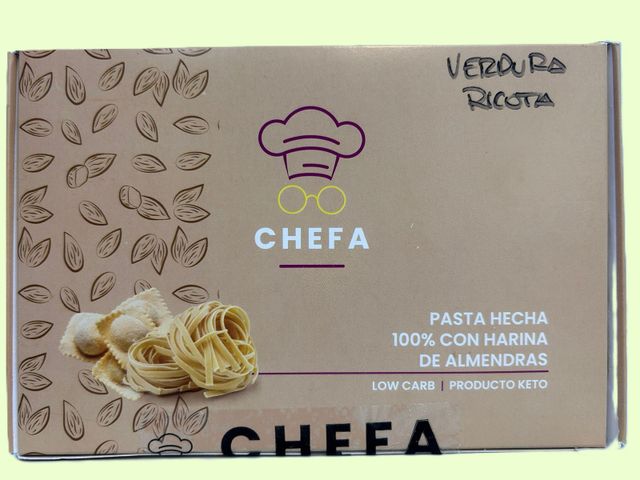 VERDURA
RICOTA
CHEFA
PASTA HECHA
100% CON HARINA
DE ALMENDRAS
LOW CARB | PRODUCTO KETO
CHEFA